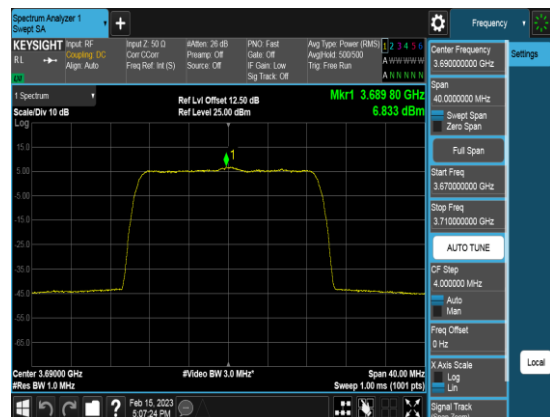 Spectrum Analyzer 1
Swept SA
+
Frequency
KEYSIGHT
RL
LV
Input: RF
Coupling: DC
Align: Auto
Input Z: 50 Ω
Corr CCorr
Freq Ref: Int (S)
#Atten: 26 dB
Preamp: Off
Source: Off
PNO: Fast
Gate: Off
IF Gain: Low
Sig Track: Off
Avg Type: Power (RMS)
Avg|Hold: 500/500
Trig: Free Run
1 2 3 4 5 6
A W W W W W
A N N N N N
1 Spectrum
Scale/Div 10 dB
Log
Ref Lvl Offset 12.50 dB
Ref Level 25.00 dBm
Mkr1 3.689 80 GHz
6.833 dBm
1
15.0
5.00
-5.00
-15.0
-25.0
-35.0
-45.0
-55.0
-65.0
Center 3.69000 GHz
#Res BW 1.0 MHz
#Video BW 3.0 MHz*
Span 40.00 MHz
Sweep 1.00 ms (1001 pts)
Center Frequency
3.690000000 GHz
Span
40.0000000 MHz
Swept Span
Zero Span
Full Span
Start Freq
3.670000000 GHz
Stop Freq
3.710000000 GHz
AUTO TUNE
CF Step
4.000000 MHz
Auto
Man
Freq Offset
0 Hz
X Axis Scale
Log
Lin
Signal Track
Settings
Local
?
Feb 15, 2023
5:07:24 PM